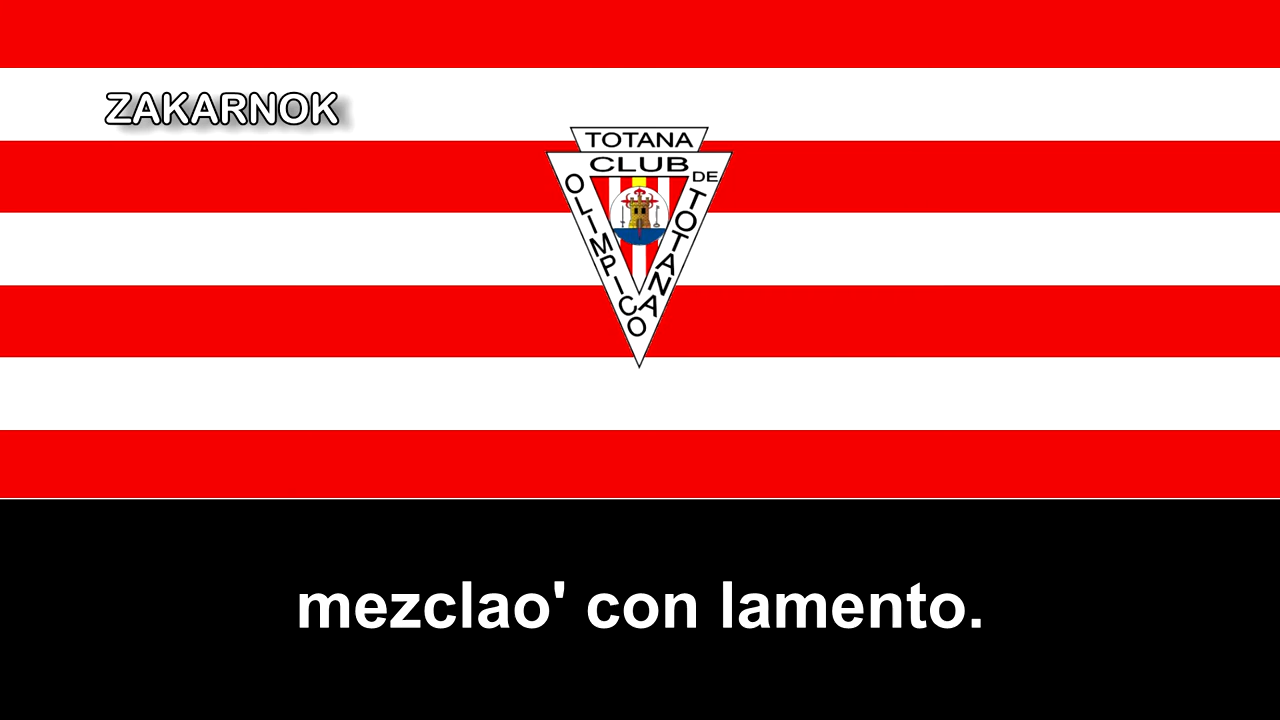 ZAKARNOK
TOTANA
CLUB
DE
OLIMPICO
TOTANA
mezclao' con lamento.